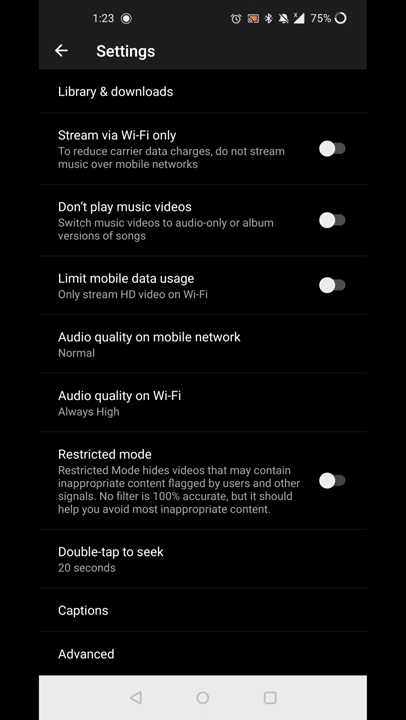 1:23
75%
Settings
Library & downloads
Stream via Wi-Fi only
To reduce carrier data charges, do not stream
music over mobile networks
Don't play music videos
Switch music videos to audio-only or album
versions of songs
Limit mobile data usage
Only stream HD video on Wi-Fi
Audio quality on mobile network
Normal
Audio quality on Wi-Fi
Always High
Restricted mode
Restricted Mode hides videos that may contain
inappropriate content flagged by users and other
signals. No filter is 100% accurate, but it should
help you avoid most inappropriate content.
Double-tap to seek
20 seconds
Captions
Advanced